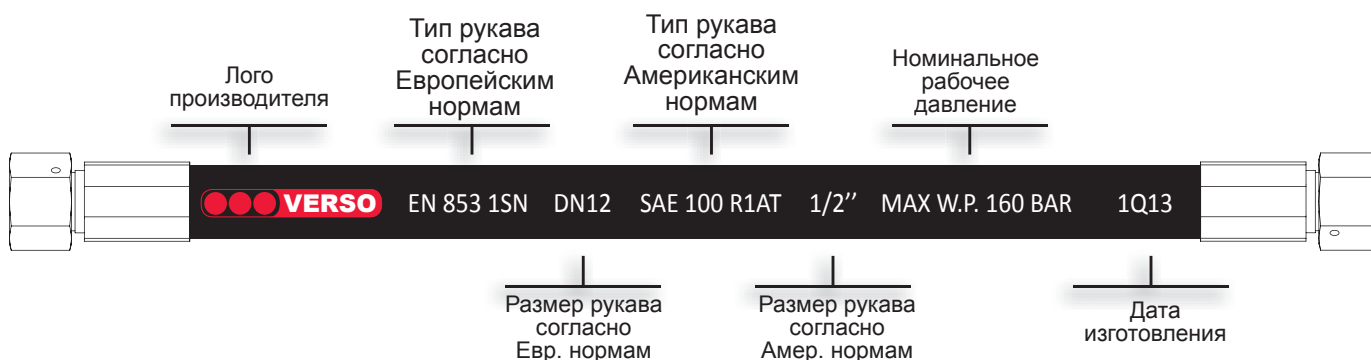 Лого
производителя
Тип рукава
согласно
Европейским
нормам
Тип рукава
согласно
Американским
нормам
Номинальное
рабочее
давление
VERSO EN 853 1SN DN12 SAE 100 R1AT 1/2’’ MAX W.P. 160 BAR 1Q13
Размер рукава
согласно
Евр. нормам
Размер рукава
согласно
Амер. нормам
Дата
изготовления